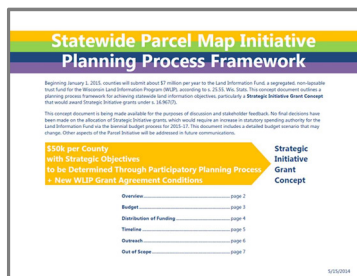 Statewide Parcel Map Initiative
Planning Process Framework
Beginning January 1, 2015, counties will submit about $7 million per year to the Land Information Fund, a segregated, non-lapsable
trust fund for the Wisconsin Land Information Program (WLIP), according to s. 25.55, Wis. Stats. This concept document outlines a
planning process framework for achieving statewide land information objectives, particularly a Strategic Initiative Grant Concept
that would award Strategic Initiative grants under s. 16.967(7).
This concept document is being made available for the purposes of discussion and stakeholder feedback. No final decisions have
been made on the allocation of Strategic Initiative grants, which would require an increase in statutory spending authority for the
Land Information Fund via the biennial budget process for 2015-17. This document includes a detailed budget scenario that may
change. Other aspects of the Parcel Initiative will be addressed in future communications.
$50k per County
with Strategic Objectives
to be Determined Through Participatory Planning Process
+ New WLIP Grant Agreement Conditions
Strategic
Initiative
Grant
Concept
Overview page 2
Budget page 3
Distribution of Funding page 4
Timeline page 5
Outreach page 6
Out of Scope page 7
5/15/2014